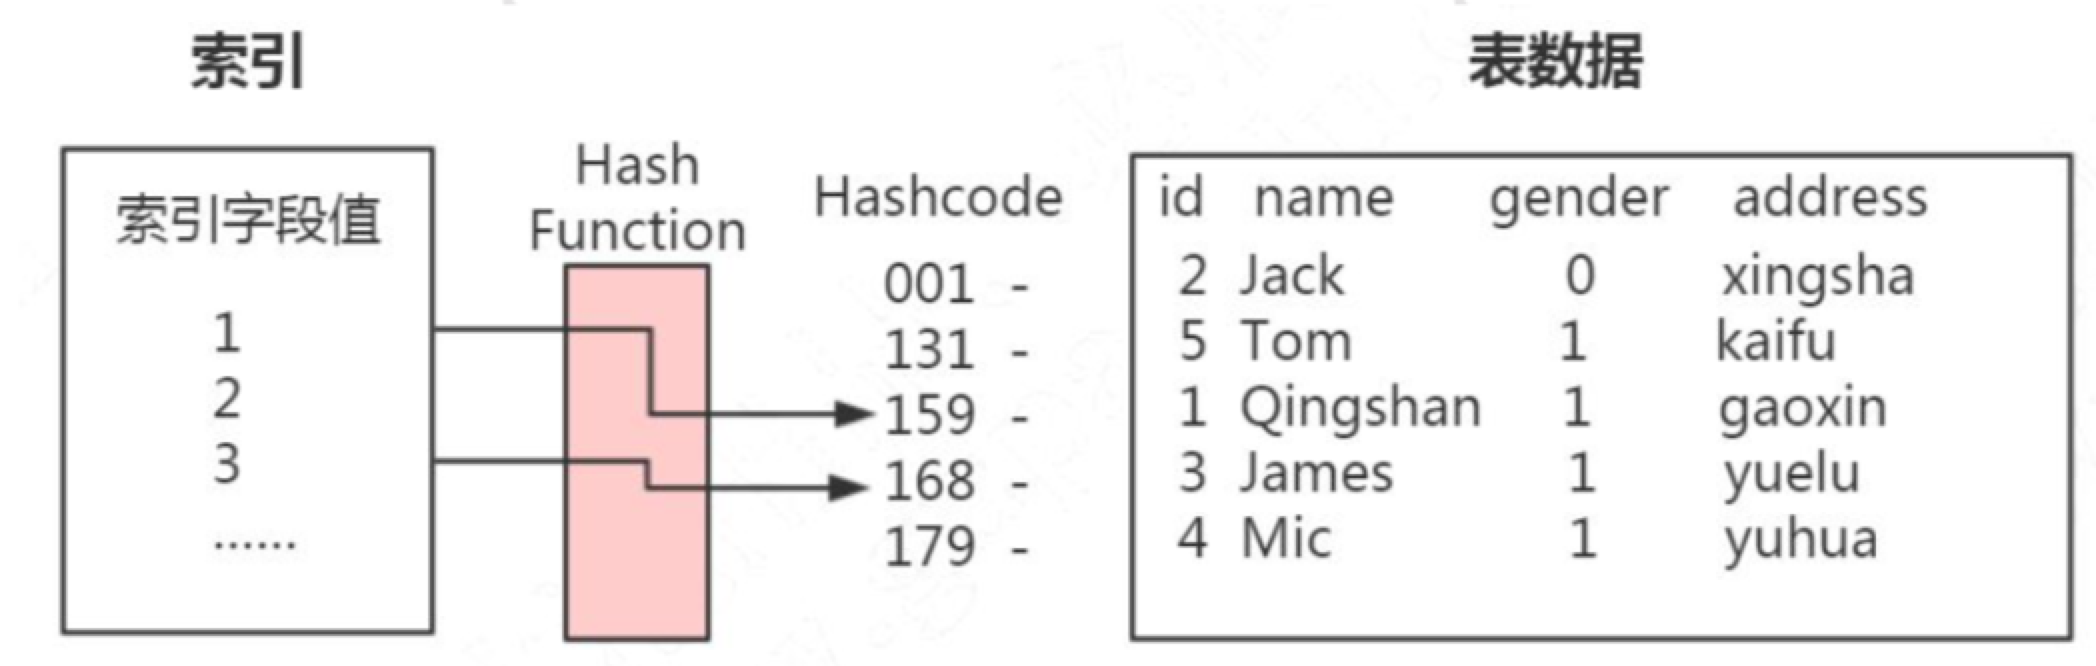 索引
表数据
索引字段值
1
2
3
......
Hash
Function
Hashcode
001 -
131 -
159 -
168 -
179 -
id name gender address
2 Jack 0 xingsha
5 Tom 1 kaifu
1 Qingshan 1 gaoxin
3 James 1 yuelu
4 Mic 1 yuhua